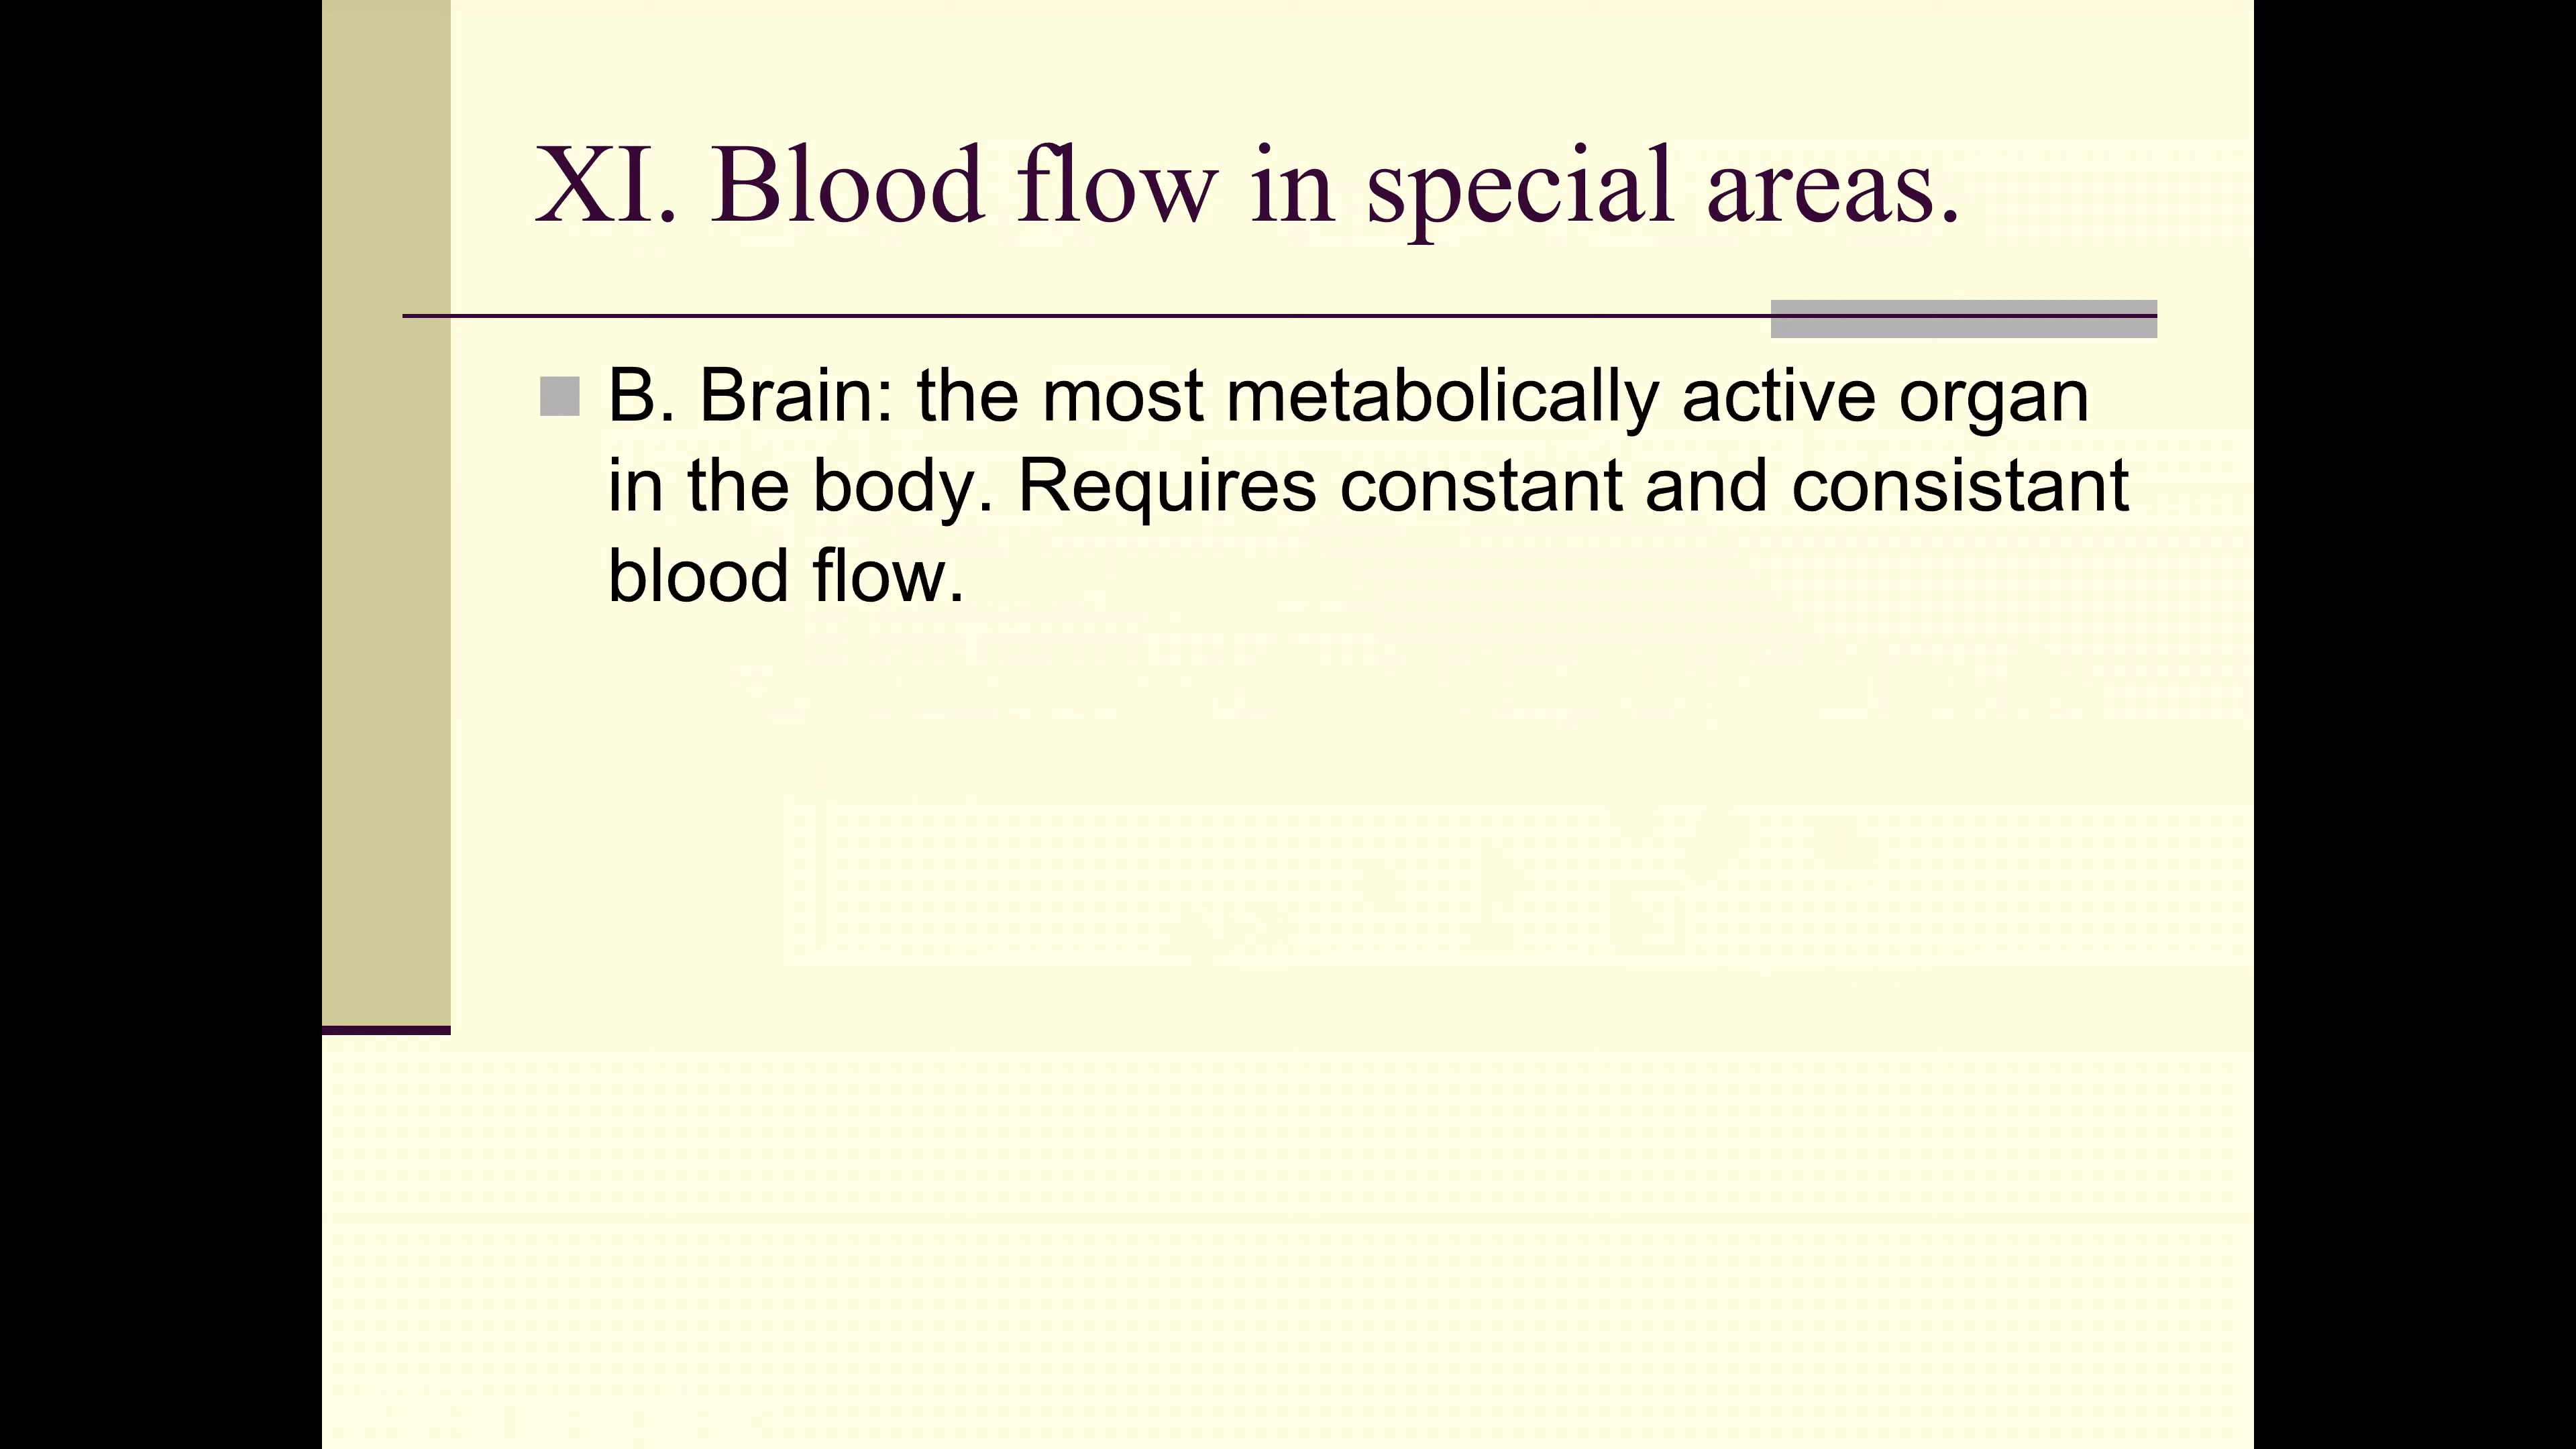 XI. Blood flow in special areas.
B. Brain: the most metabolically active organ
in the body. Requires constant and consistant
blood flow.